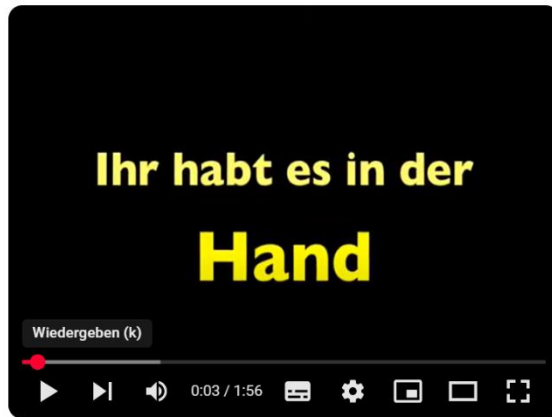 Ihr habt es in der
Hand
Wiedergeben (k)
0:03 / 1:56